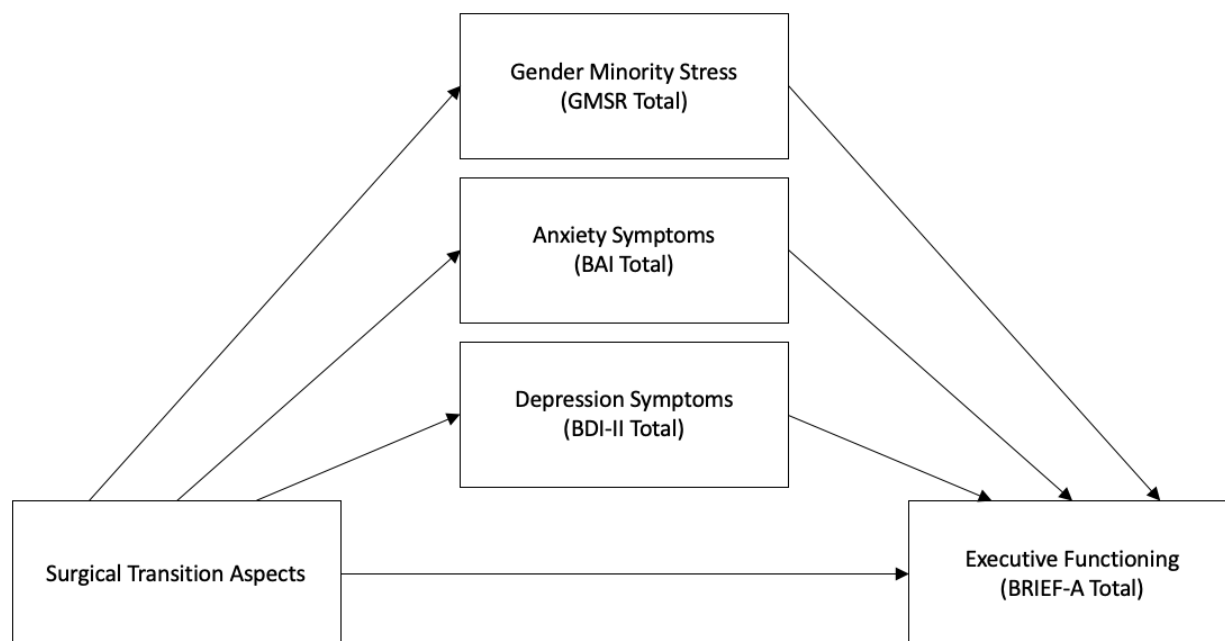 Gender Minority Stress
(GMSR Total)
Anxiety Symptoms
(BAI Total)
Depression Symptoms
(BDI-II Total)
Surgical Transition Aspects
Executive Functioning
(BRIEF-A Total)